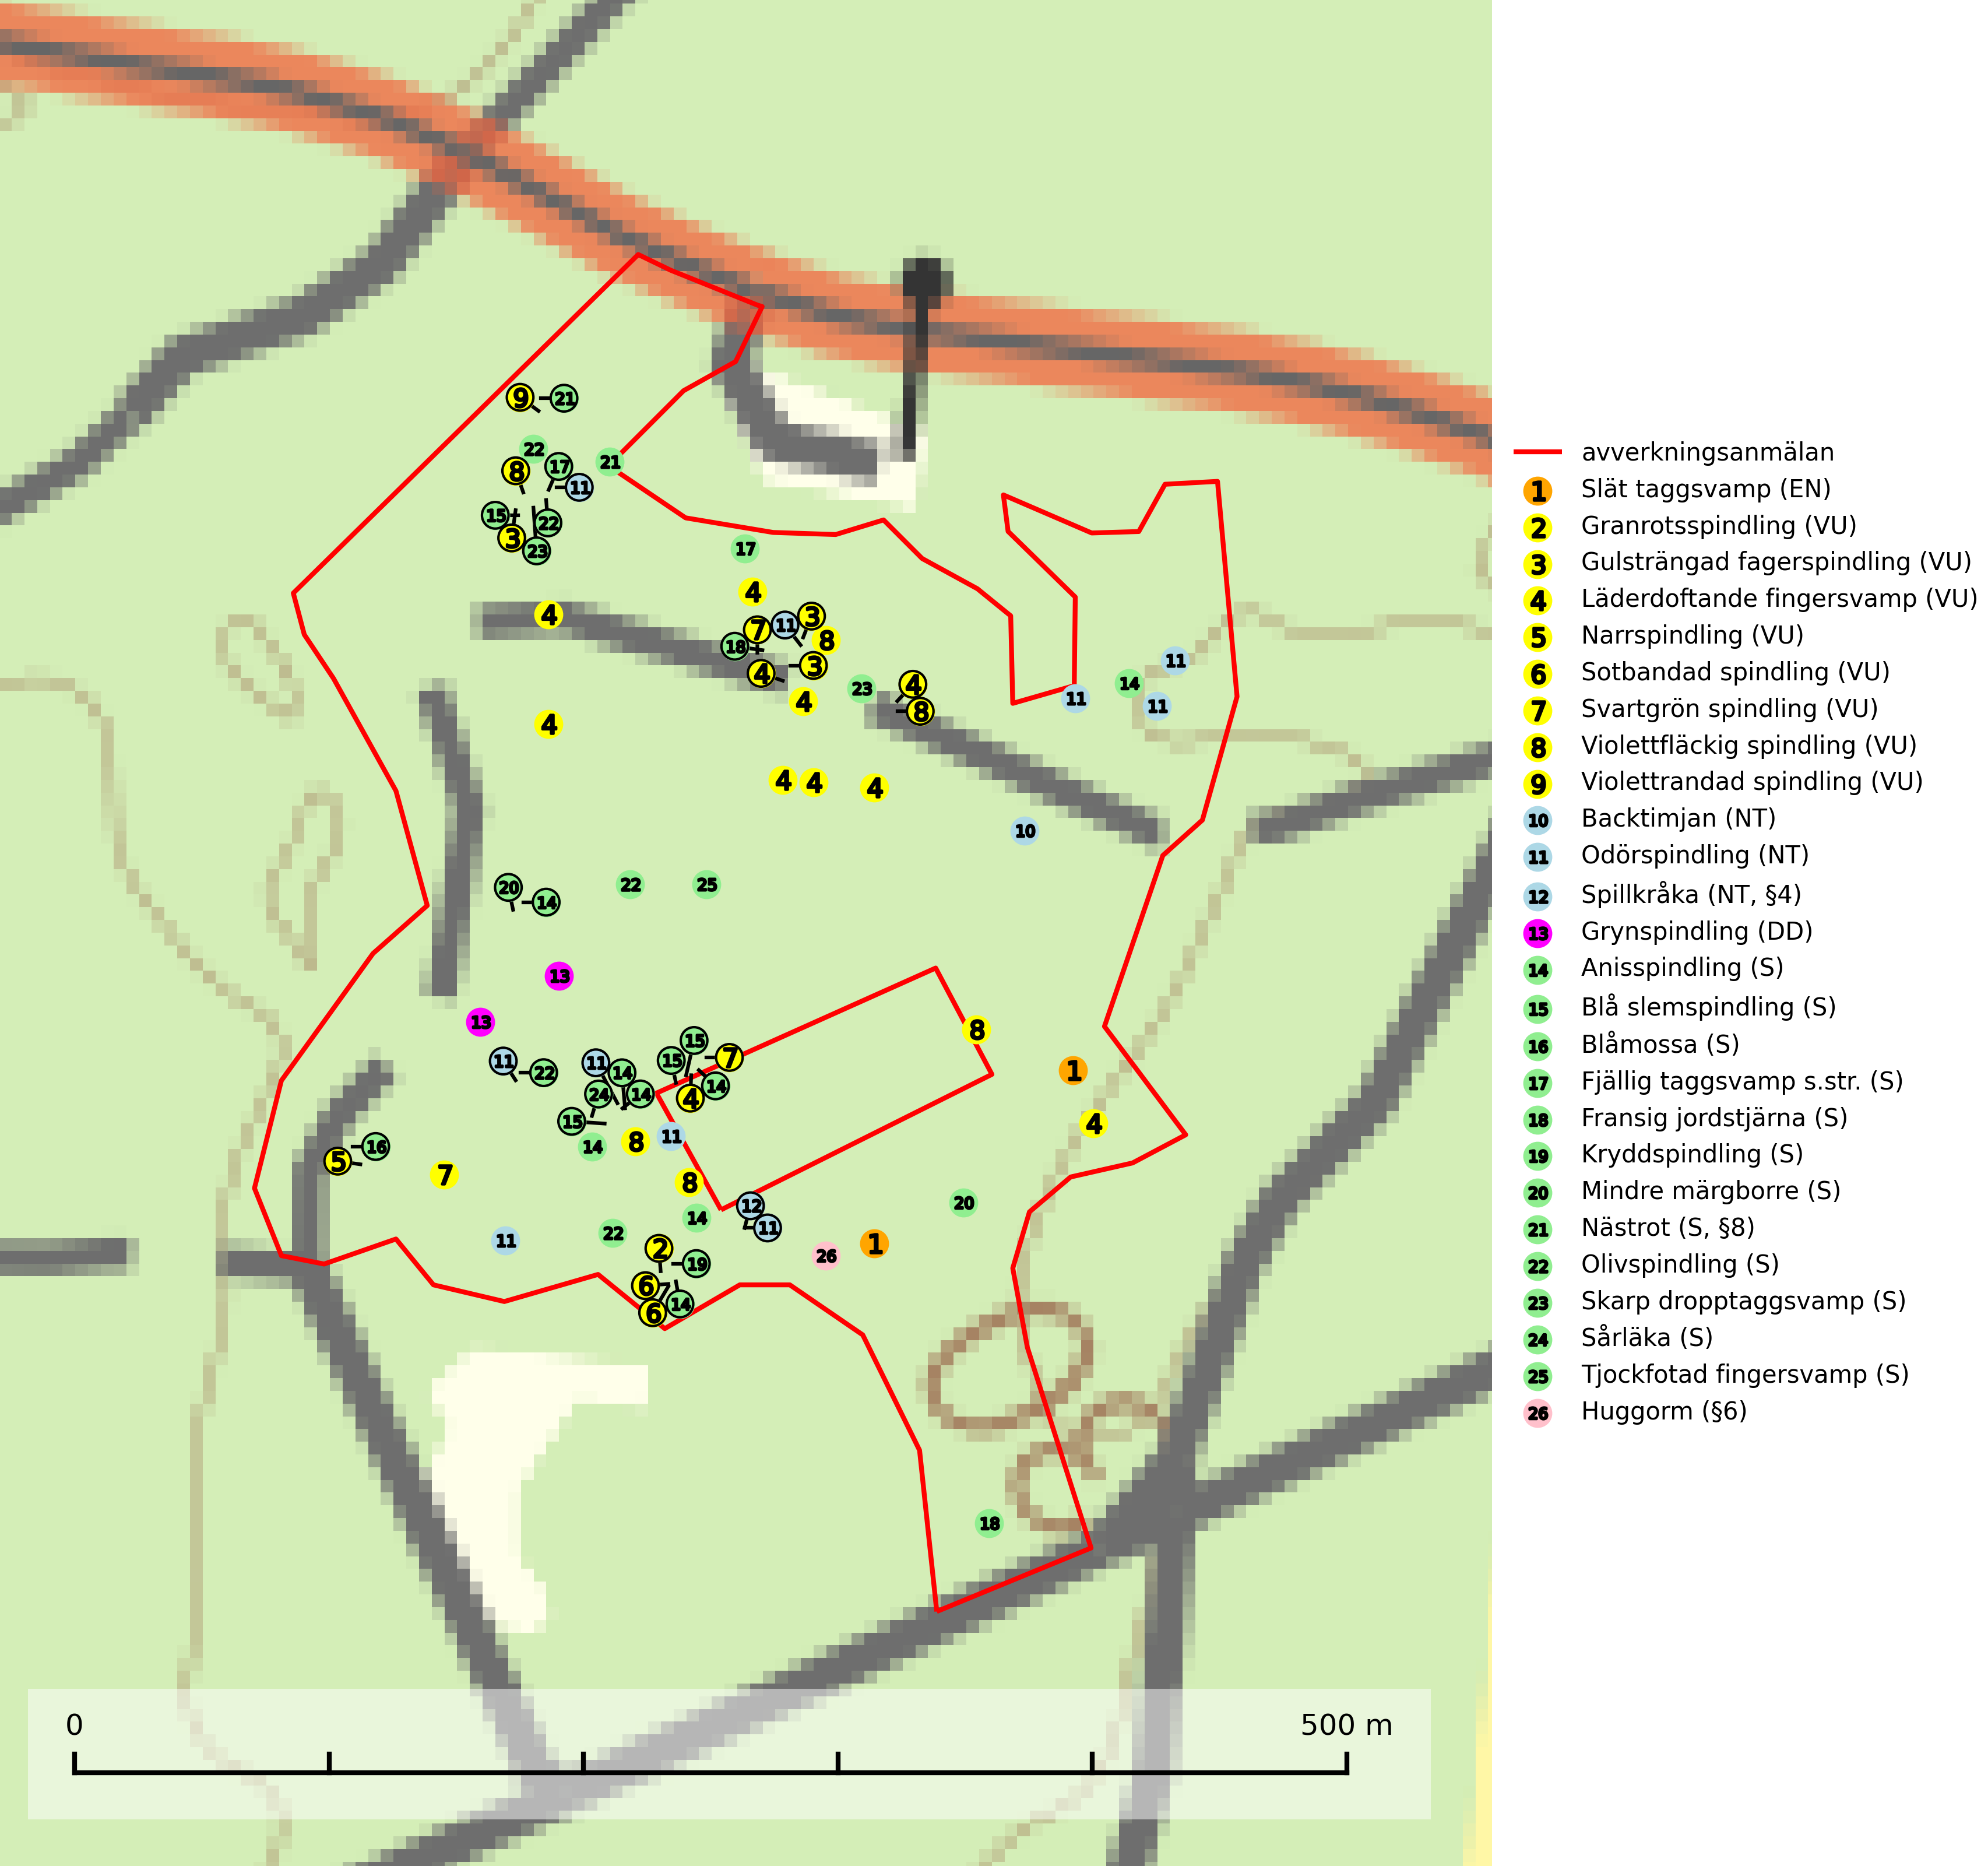 avverkningsanmälan
1 Slät taggsvamp (EN)
2 Granrotsspindling (VU)
3 Gulsträngad fagerspindling (VU)
4 Läderdoftande fingersvamp (VU)
5 Narrspindling (VU)
6 Sotbandad spindling (VU)
7 Svartgrön spindling (VU)
8 Violettfläckig spindling (VU)
9 Violettrandad spindling (VU)
10 Backtimjan (NT)
11 Odörspindling (NT)
12 Spillkråka (NT, §4)
13 Grynspindling (DD)
14 Anisspindling (S)
15 Blå slemspindling (S)
16 Blåmossa (S)
17 Fjällig taggsvamp s.str. (S)
18 Fransig jordstjärna (S)
19 Kryddspindling (S)
20 Mindre märgborre (S)
21 Nästrot (S, §8)
22 Olivspindling (S)
23 Skarp dropptaggsvamp (S)
24 Sårläka (S)
25 Tjockfotad fingersvamp (S)
26 Huggorm (§6)
9 21
22
21
8 17
11
15 22
3 23
17
4
4
7 11 3
18 8
4 3
4
23 4
8
11
14
11 11
4
4 4 4
10
20 14
22 25
13
13
8
15
11 22
11 14 15 7
24 14 4 14
15
14 8 11
1
4
5 16
7
8
12
11
20
14
11 22
2 19
26 1
6
6 14
18
0 500 m